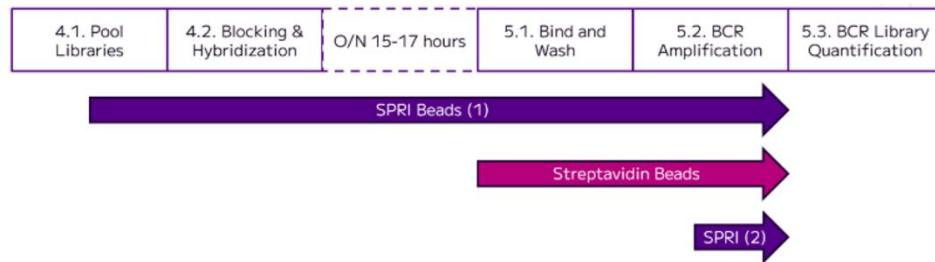 4.1. Pool
Libraries
4.2. Blocking &
Hybridization
O/N 15-17 hours
5.1. Bind and
Wash
5.2. BCR
Amplification
5.3. BCR Library
Quantification
SPRI Beads (1)
Streptavidin Beads
SPRI (2)